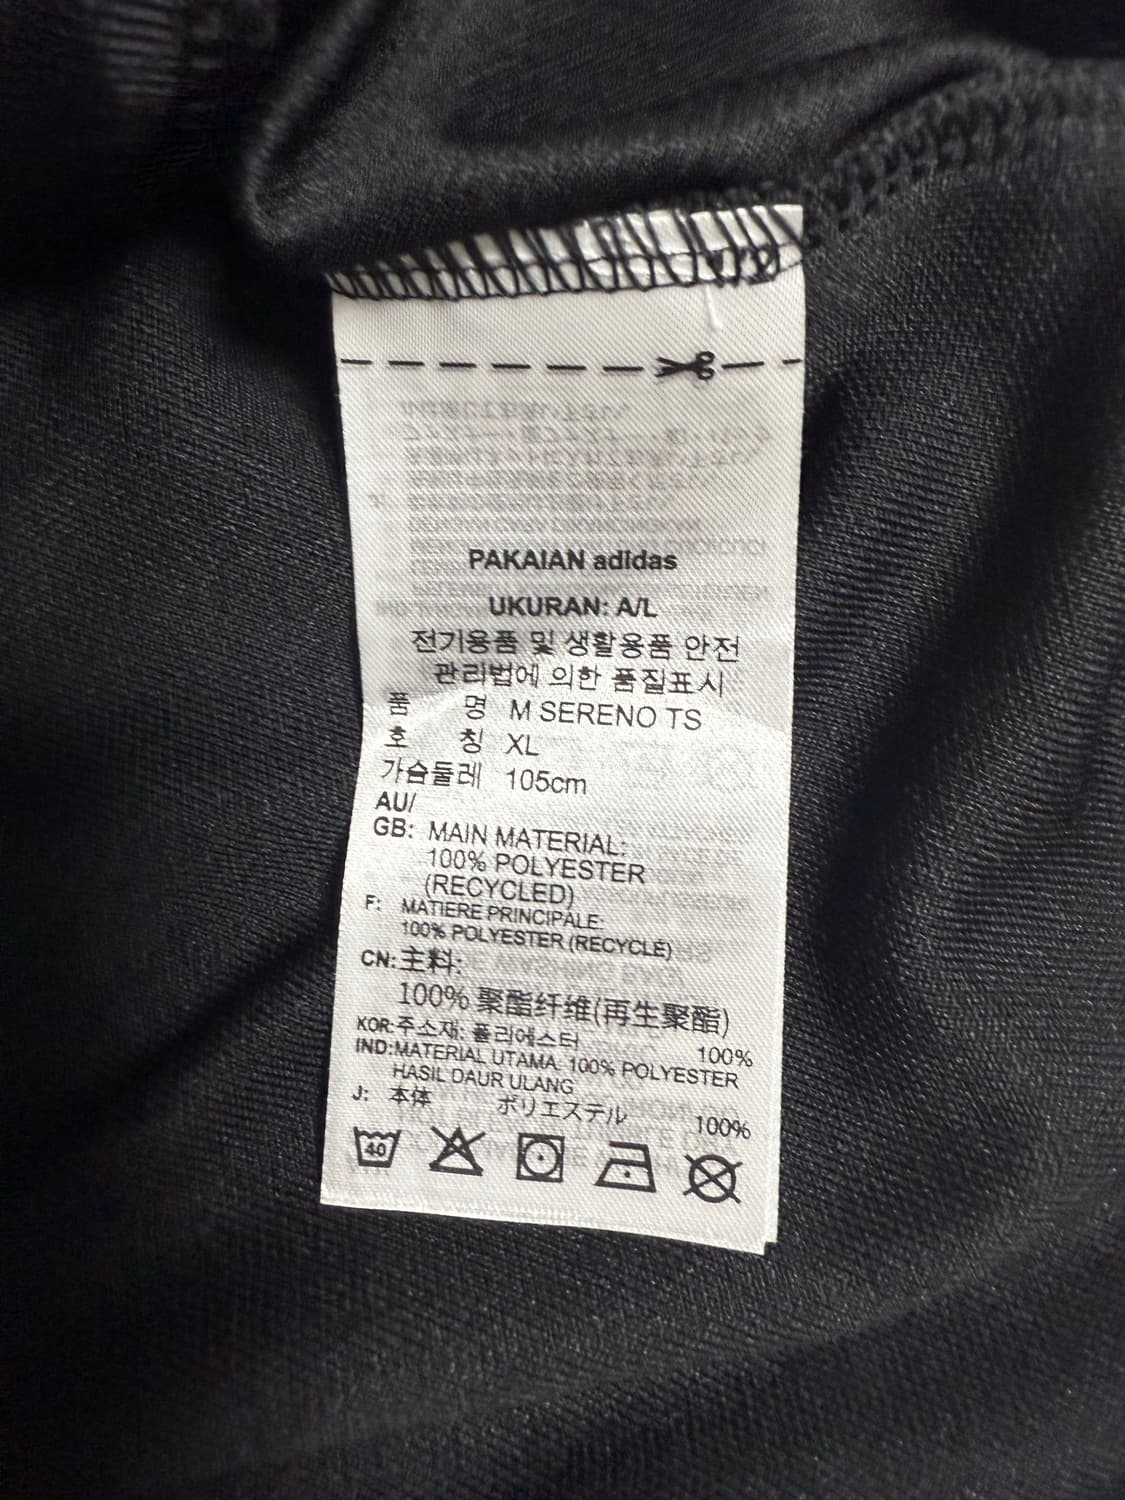 PAKAIAN adidas
UKURAN: A/L
전기용품 및 생활용품 안전
관리법에 의한 품질표시
품 명 M SERENO TS
호 칭 XL
가슴둘레 105cm
AU/
GB: MAIN MATERIAL:
100% POLYESTER
(RECYCLED)
F: MATIERE PRINCIPALE:
100% POLYESTER (RECYCLÉ)
CN: 主料:
100% 聚酯纤维(再生聚酯)
KOR: 주소재: 폴리에스터 100%
IND: MATERIAL UTAMA: 100% POLYESTER
HASIL DAUR ULANG
J: 本体 ポリエステル 100%
40